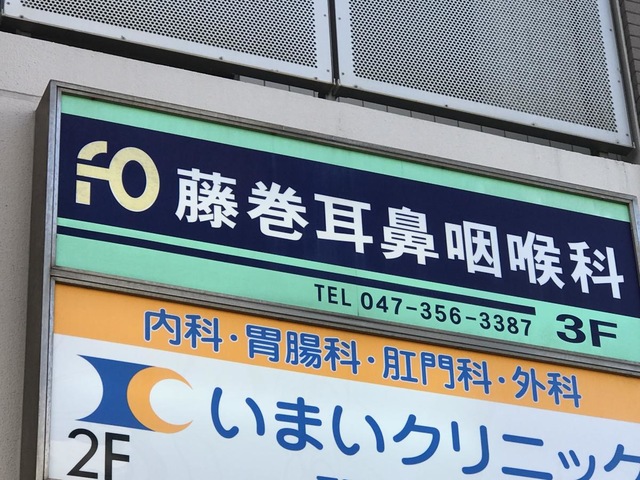 FO 藤巻耳鼻咽喉科
TEL 047-356-3387 3F
内科・胃腸科・肛門科・外科
いまいクリニック
2F